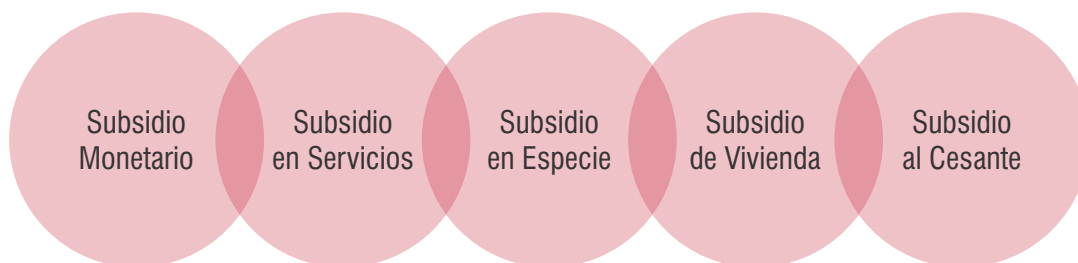 Subsidio
Monetario
Subsidio
en Servicios
Subsidio
en Especie
Subsidio
de Vivienda
Subsidio
al Cesante